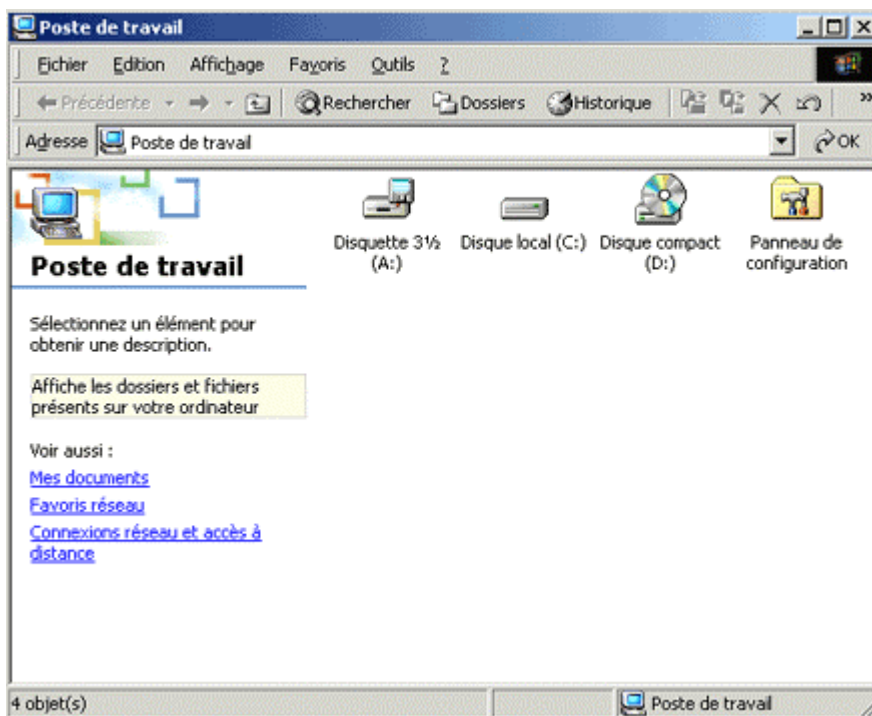 Poste de travail
Fichier Edition Affichage Favoris Outils ?
Précédente Rechercher Dossiers Historique »
Adresse Poste de travail OK
Poste de travail
Sélectionnez un élément pour
obtenir une description.
Affiche les dossiers et fichiers
présents sur votre ordinateur
Voir aussi :
Mes documents
Favoris réseau
Connexions réseau et accès à
distance
Disquette 3½
(A:)
Disque local (C:)
Disque compact
(D:)
Panneau de
configuration
4 objet(s)
Poste de travail